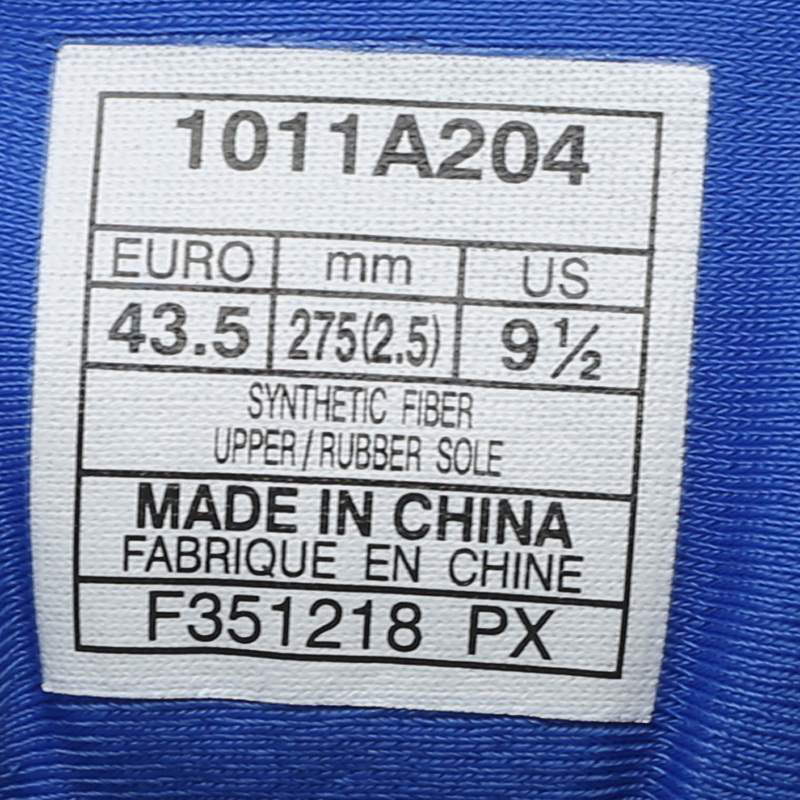 1011A204
EURO mm US
43.5 275(2.5) 9½
SYNTHETIC FIBER
UPPER/RUBBER SOLE
MADE IN CHINA
FABRIQUE EN CHINE
F351218 PX